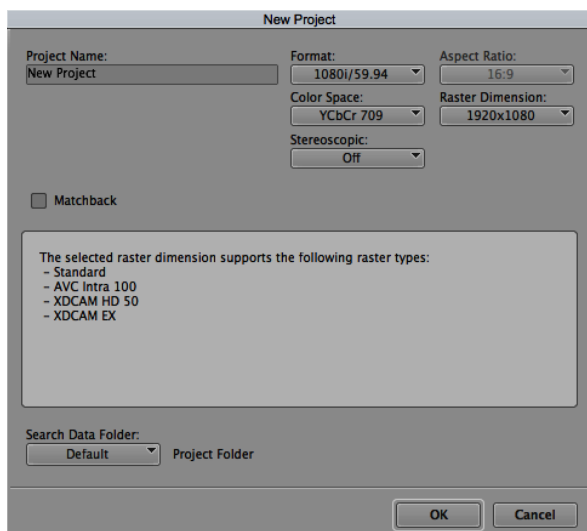 New Project
Project Name:
New Project
Format:
1080i/59.94
Aspect Ratio:
16:9
Color Space:
YCbCr 709
Raster Dimension:
1920x1080
Stereoscopic:
Off
Matchback
The selected raster dimension supports the following raster types:
- Standard
- AVC Intra 100
- XDCAM HD 50
- XDCAM EX
Search Data Folder:
Default
Project Folder
OK
Cancel